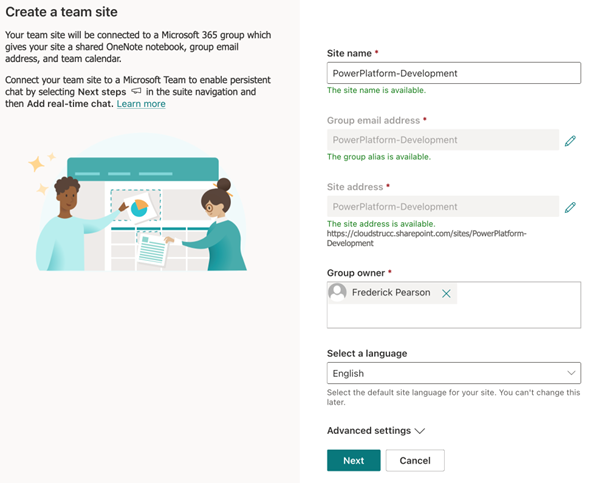 Create a team site
Your team site will be connected to a Microsoft 365 group which
gives your site a shared OneNote notebook, group email
address, and team calendar.
Connect your team site to a Microsoft Team to enable persistent
chat by selecting Next steps in the suite navigation and
then Add real-time chat. Learn more
Site name *
PowerPlatform-Development
The site name is available.
Group email address *
PowerPlatform-Development
The group alias is available.
Site address *
PowerPlatform-Development
The site address is available.
https://cloudstrucc.sharepoint.com/sites/PowerPlatform-
Development
Group owner *
Frederick Pearson
Select a language
English
Select the default site language for your site. You can't change this
later.
Advanced settings
Next
Cancel